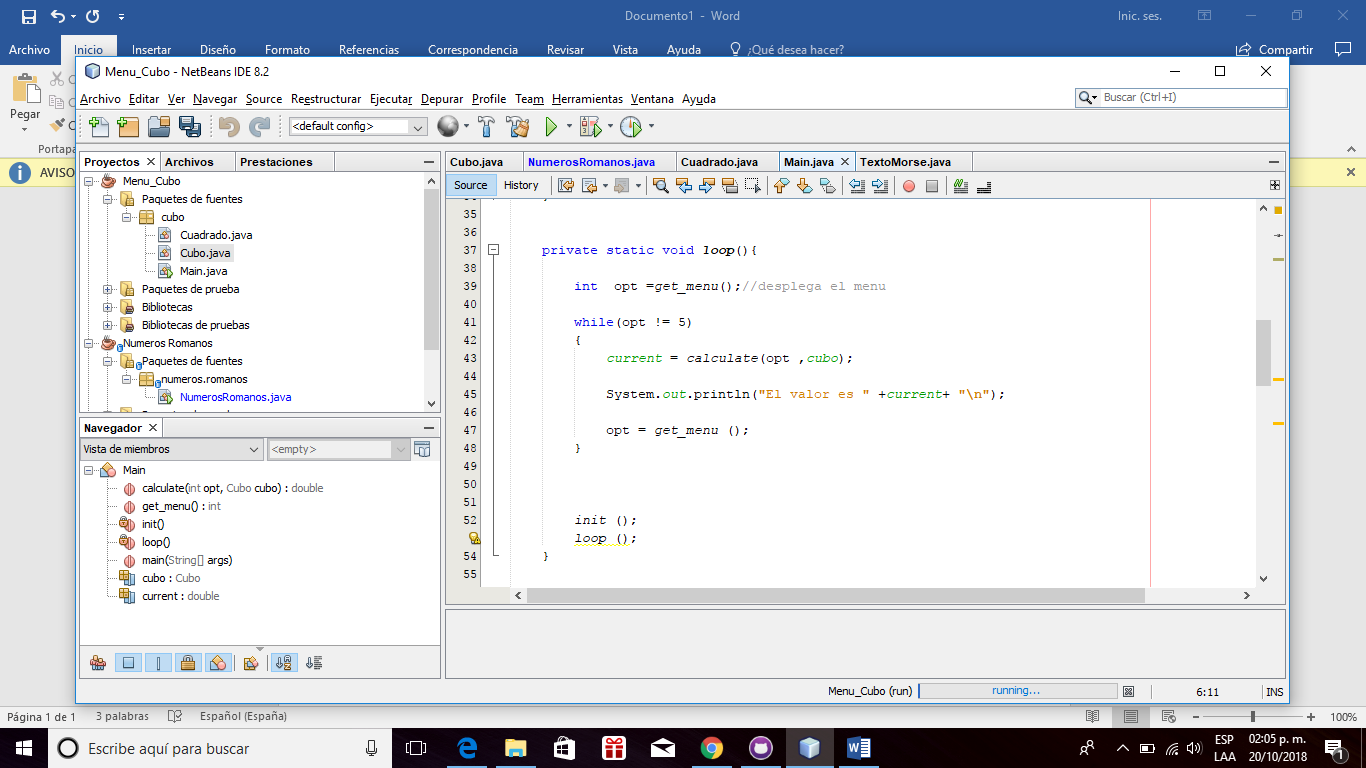 Documento1 - Word
Inic. ses.
Archivo Inicio Insertar Diseño Formato Referencias Correspondencia Revisar Vista Ayuda ¿Qué desea hacer? Compartir
Pegar
Portapa
AVISO
Menu_Cubo - NetBeans IDE 8.2
Archivo Editar Ver Navegar Source Reestructurar Ejecutar Depurar Profile Team Herramientas Ventana Ayuda
Buscar (Ctrl+I)
<default config>
Proyectos Archivos Prestaciones
Menu_Cubo
Paquetes de fuentes
cubo
Cuadrado.java
Cubo.java
Main.java
Paquetes de prueba
Bibliotecas
Bibliotecas de pruebas
Numeros Romanos
Paquetes de fuentes
numeros.romanos
NumerosRomanos.java
Navegador
Vista de miembros <empty>
Main
calculate(int opt, Cubo cubo) : double
get_menu() : int
init()
loop()
main(String[] args)
cubo : Cubo
current : double
Cubo.java NumerosRomanos.java Cuadrado.java Main.java TextoMorse.java
Source History
35
36
37 private static void loop(){
38
39 int opt =get_menu();//desplega el menu
40
41 while(opt != 5)
42 {
43 current = calculate(opt ,cubo);
44
45 System.out.println("El valor es " +current+ "\n");
46
47 opt = get_menu ();
48 }
49
50
51
52 init ();
loop ();
54 }
55
Menu_Cubo (run) running... 6:11 INS
Página 1 de 1 3 palabras Español (España) 100%
Escribe aquí para buscar
ESP
LAA
02:05 p. m.
20/10/2018
1